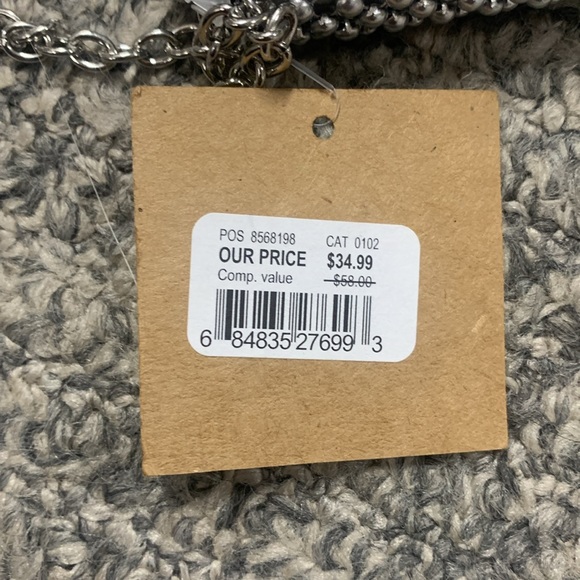 POS 8568198 CAT 0102
OUR PRICE $34.99
Comp. value $58.00
6 84835 27699 3